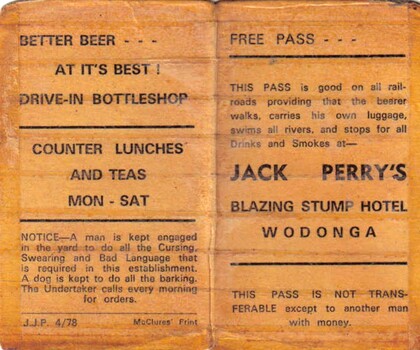 BETTER BEER - - -
AT IT'S BEST !
DRIVE-IN BOTTLESHOP
COUNTER LUNCHES
AND TEAS
MON - SAT
NOTICE—A man is kept engaged
in the yard to do all the Cursing,
Swearing and Bad Language that
is required in this establishment.
A dog is kept to do all the barking.
The Undertaker calls every morning
for orders.
J.J.P. 4/78 McClures' Print
FREE PASS - - -
THIS PASS is good on all rail-
roads providing that the bearer
walks, carries his own luggage,
swims all rivers, and stops for all
Drinks and Smokes at—
JACK PERRY'S
BLAZING STUMP HOTEL
WODONGA
THIS PASS IS NOT TRANS-
FERABLE except to another man
with money.